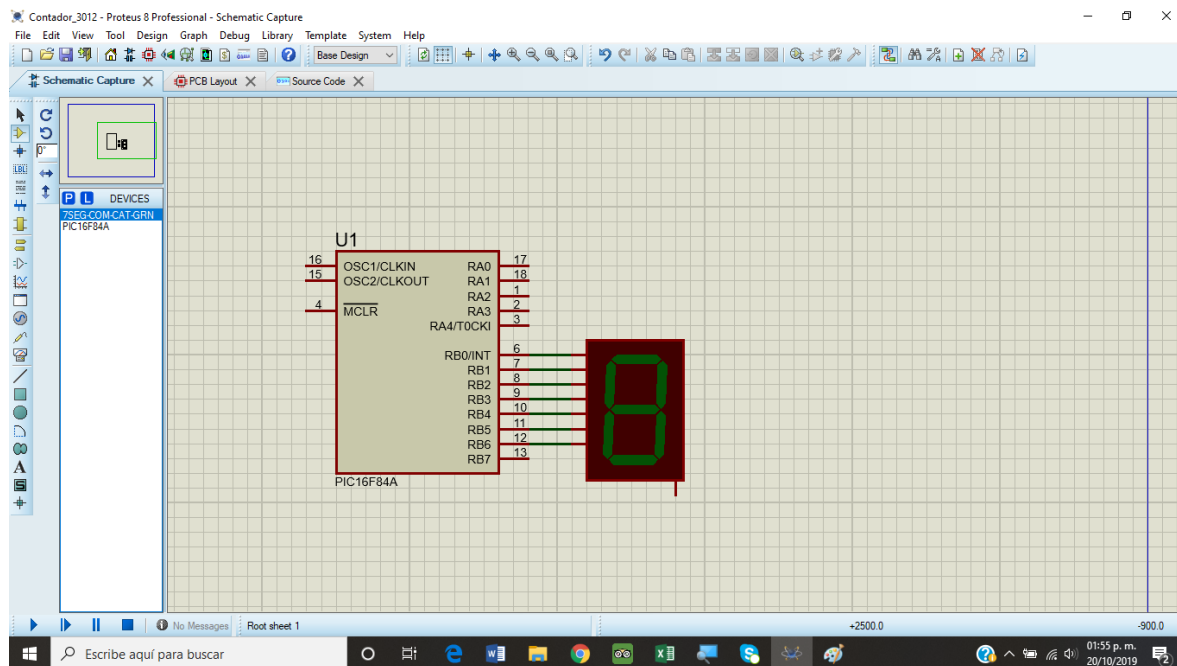 Contador_3012 - Proteus 8 Professional - Schematic Capture
File Edit View Tool Design Graph Debug Library Template System Help
Base Design
Schematic Capture PCB Layout Source Code
0°
LBL
P L DEVICES
7SEG-COM-CAT-GRN
PIC16F84A
A
S
U1
16 OSC1/CLKIN RA0 17
15 OSC2/CLKOUT RA1 18
RA2 1
4 MCLR RA3 2
RA4/T0CKI 3
RB0/INT 6
RB1 7
RB2 8
RB3 9
RB4 10
RB5 11
RB6 12
RB7 13
PIC16F84A
No Messages Root sheet 1 +2500.0 -900.0
Escribe aquí para buscar
01:55 p. m.
20/10/2019
2